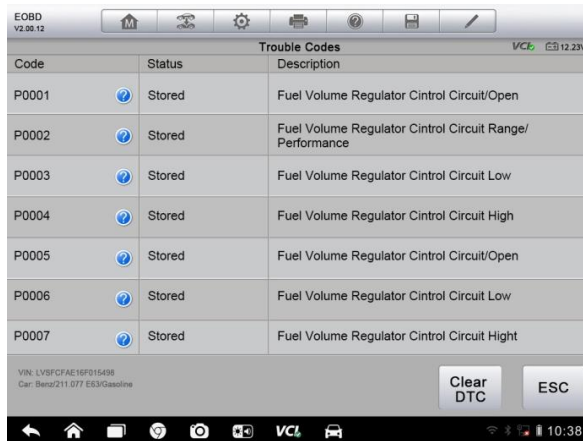 EOBD
V2.00.12
M
Trouble Codes
VCI
12.23V
Code Status Description
P0001 ? Stored Fuel Volume Regulator Cintrol Circuit/Open
P0002 ? Stored Fuel Volume Regulator Cintrol Circuit Range/
Performance
P0003 ? Stored Fuel Volume Regulator Cintrol Circuit Low
P0004 ? Stored Fuel Volume Regulator Cintrol Circuit High
P0005 ? Stored Fuel Volume Regulator Cintrol Circuit/Open
P0006 ? Stored Fuel Volume Regulator Cintrol Circuit Low
P0007 ? Stored Fuel Volume Regulator Cintrol Circuit Hight
VIN: LVSFCFAE16F015498
Car: Benz/211.077 E63/Gasoline
Clear
DTC
ESC
VCI
10:38